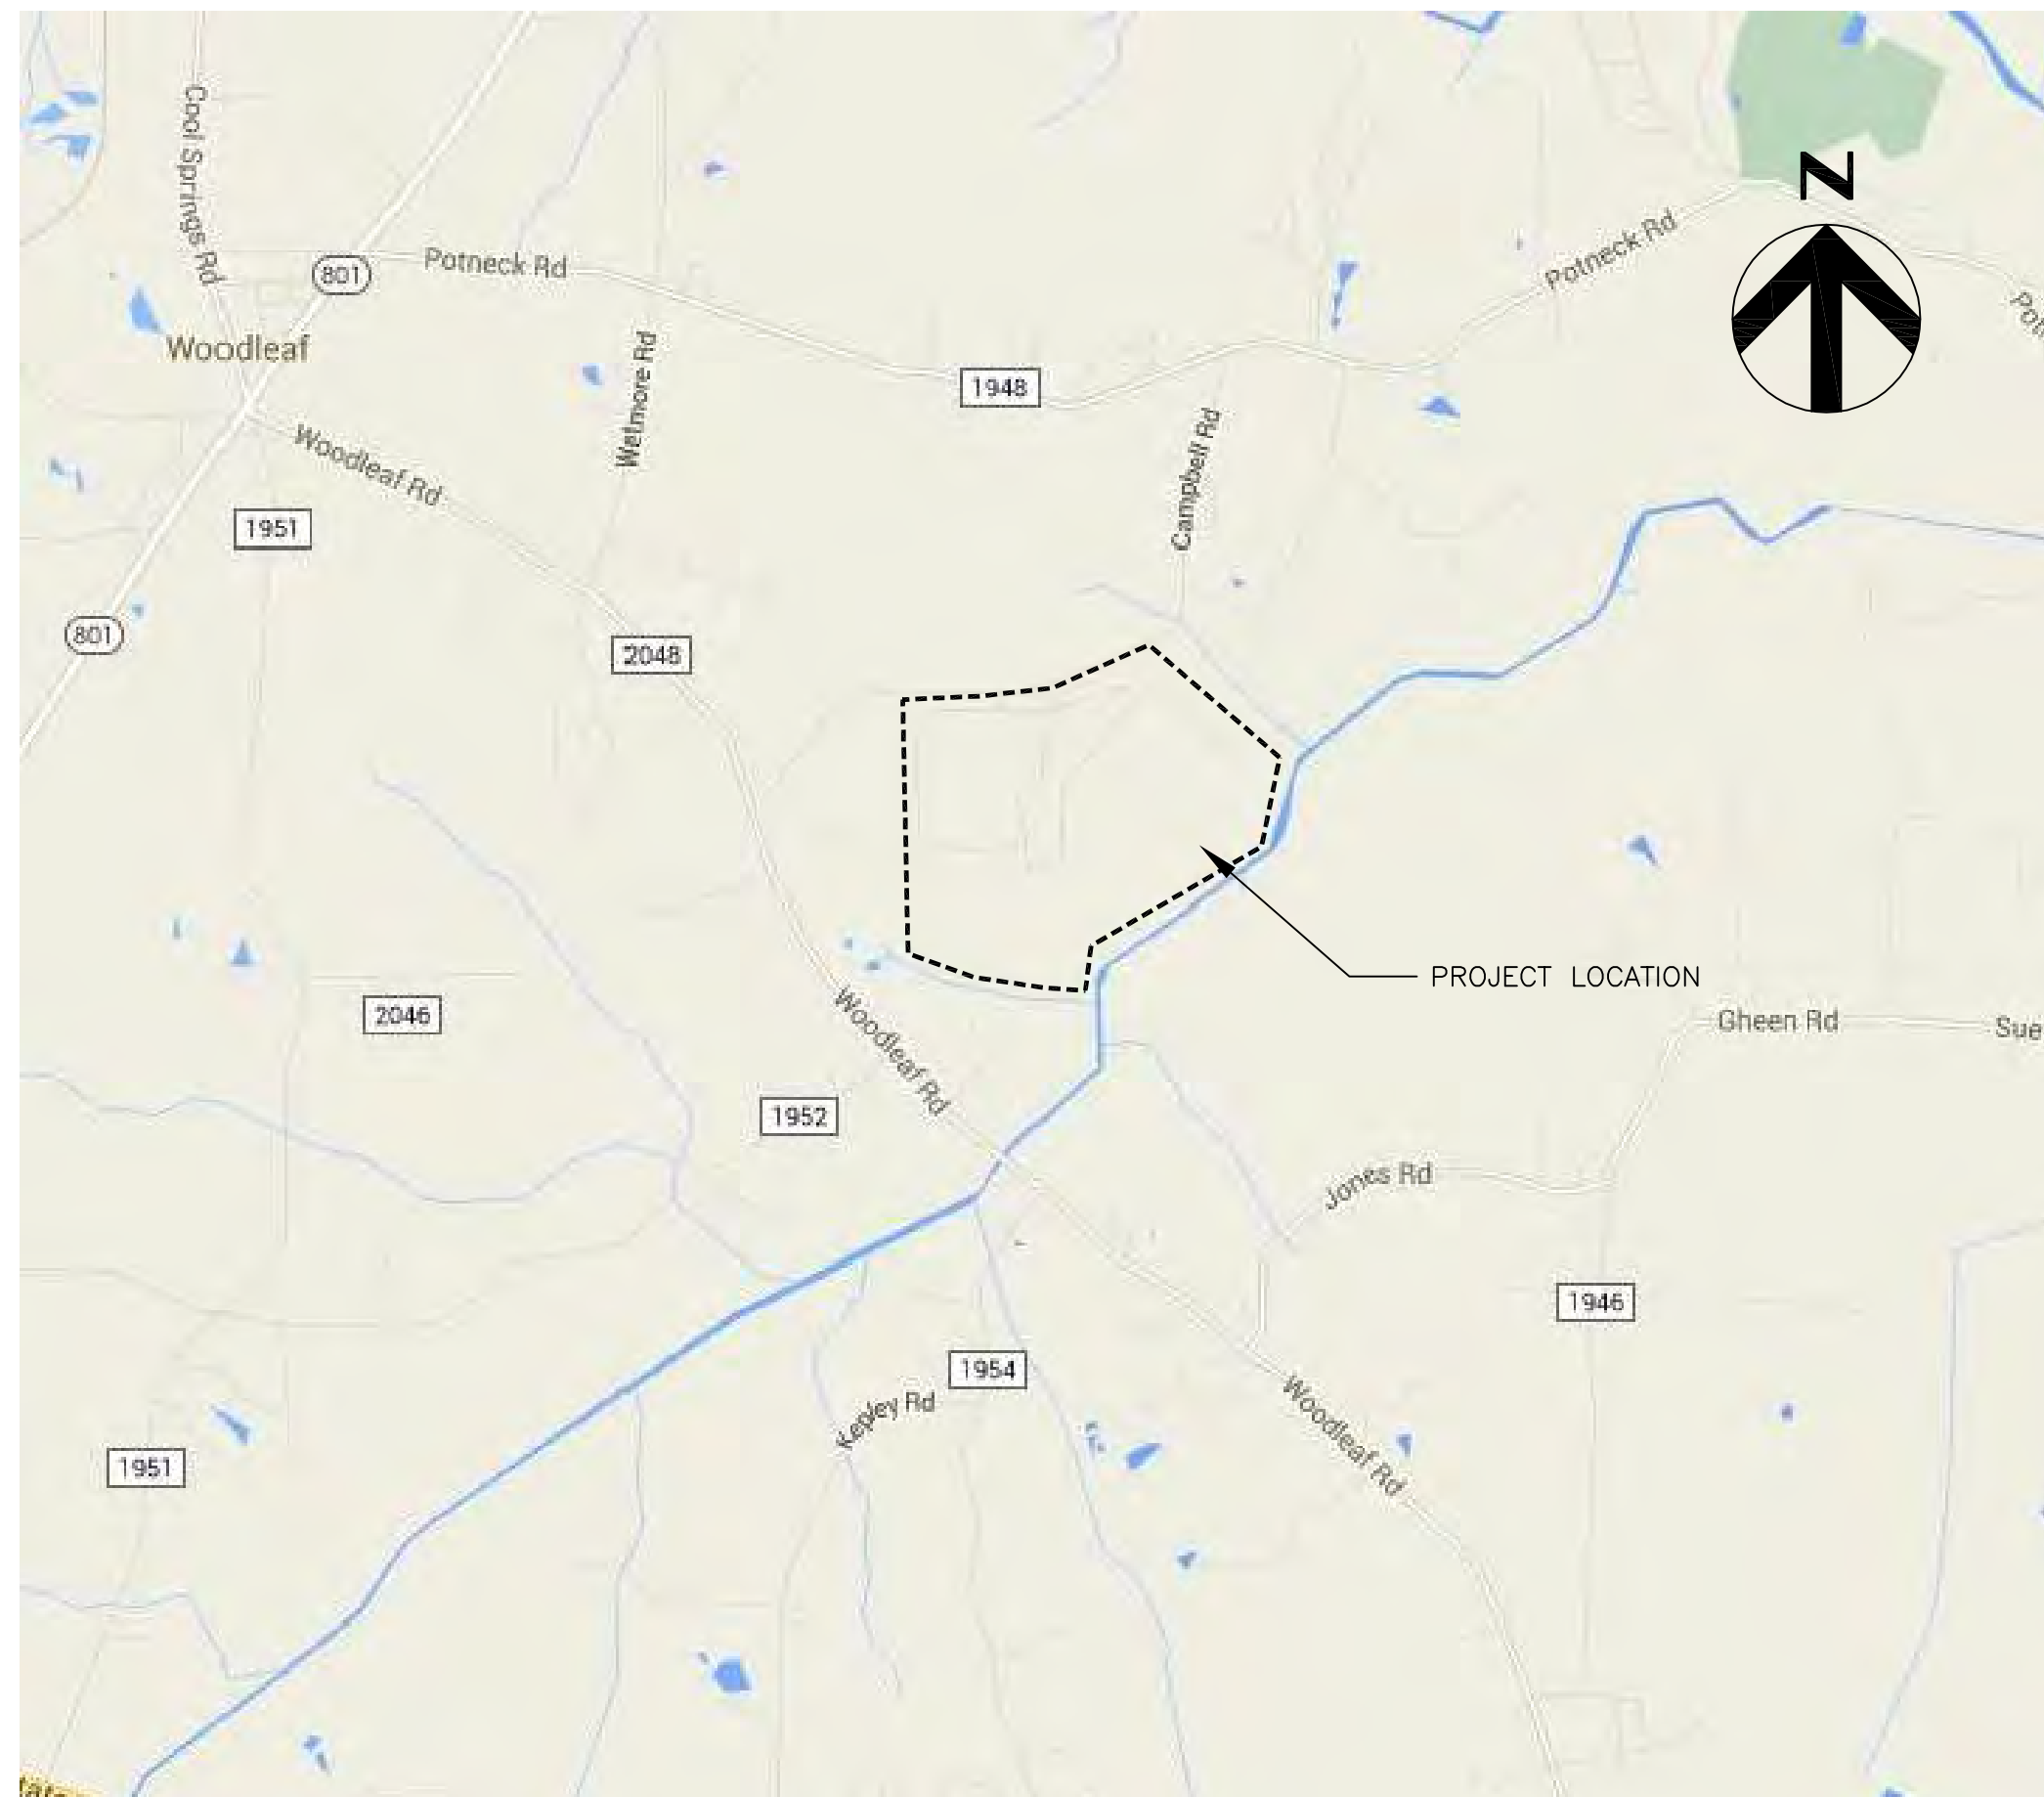 N
Cool Springs Rd
Potneck Rd
Potneck Rd
801
Woodleaf
Wetmore Rd
1948
Campbell Rd
Woodleaf Rd
1951
801
2048
PROJECT LOCATION
2046
Woodleaf Rd
Gheen Rd
Sue
1952
Jones Rd
1946
1954
Kepley Rd
Woodleaf Rd
1951